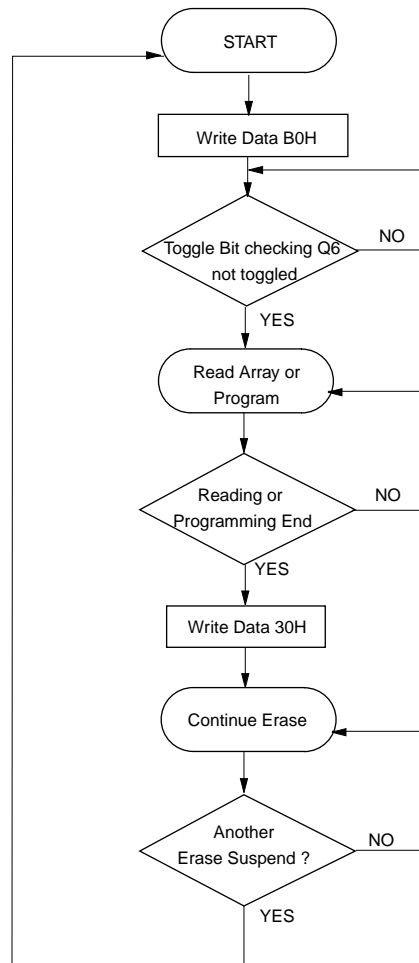 START
Write Data B0H
Toggle Bit checking Q6
not toggled
NO
YES
Read Array or
Program
Reading or
Programming End
NO
YES
Write Data 30H
Continue Erase
Another
Erase Suspend ?
NO
YES